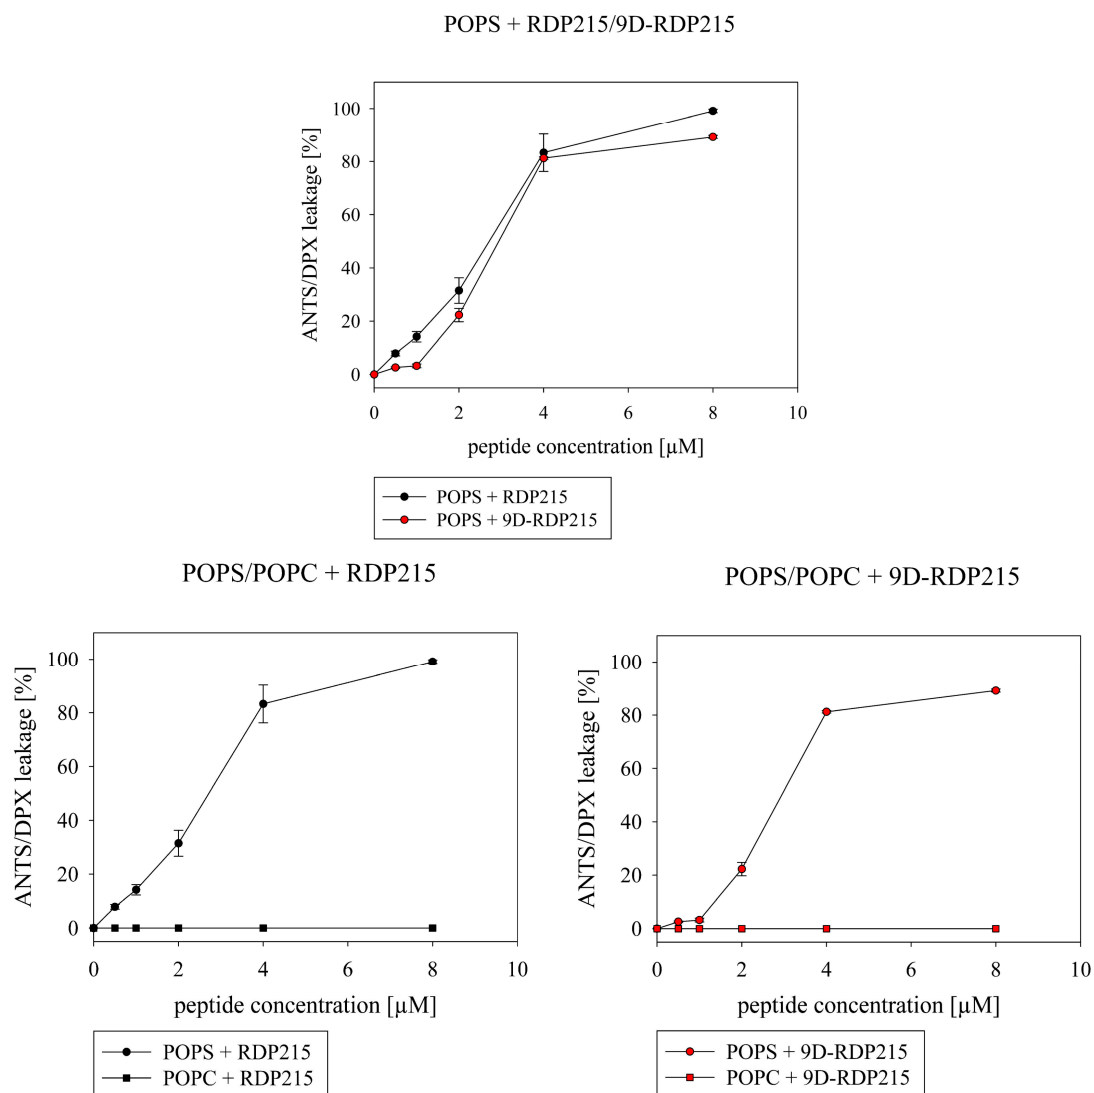 POPS + RDP215/9D-RDP215
ANTS/DPX leakage [%]
100
80
60
40
20
0
0 2 4 6 8 10
peptide concentration [µM]
POPS + RDP215
POPS + 9D-RDP215
POPS/POPC + RDP215
ANTS/DPX leakage [%]
100
80
60
40
20
0
0 2 4 6 8 10
peptide concentration [µM]
POPS + RDP215
POPC + RDP215
POPS/POPC + 9D-RDP215
ANTS/DPX leakage [%]
100
80
60
40
20
0
0 2 4 6 8 10
peptide concentration [µM]
POPS + 9D-RDP215
POPC + 9D-RDP215